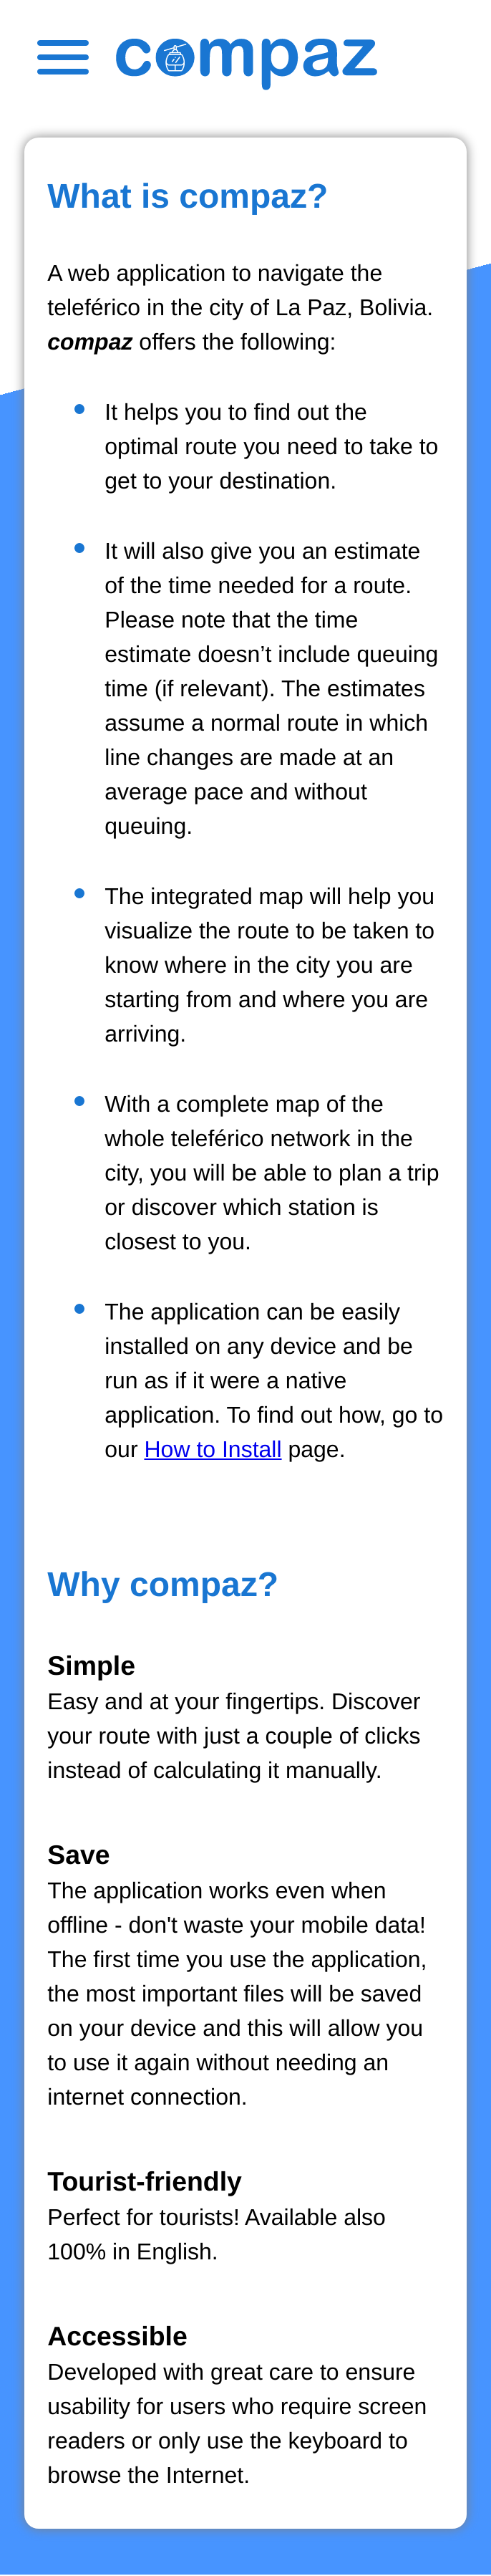 compaz
What is compaz?
A web application to navigate the
teleférico in the city of La Paz, Bolivia.
compaz offers the following:
It helps you to find out the
optimal route you need to take to
get to your destination.
It will also give you an estimate
of the time needed for a route.
Please note that the time
estimate doesn’t include queuing
time (if relevant). The estimates
assume a normal route in which
line changes are made at an
average pace and without
queuing.
The integrated map will help you
visualize the route to be taken to
know where in the city you are
starting from and where you are
arriving.
With a complete map of the
whole teleférico network in the
city, you will be able to plan a trip
or discover which station is
closest to you.
The application can be easily
installed on any device and be
run as if it were a native
application. To find out how, go to
our How to Install page.
Why compaz?
Simple
Easy and at your fingertips. Discover
your route with just a couple of clicks
instead of calculating it manually.
Save
The application works even when
offline - don't waste your mobile data!
The first time you use the application,
the most important files will be saved
on your device and this will allow you
to use it again without needing an
internet connection.
Tourist-friendly
Perfect for tourists! Available also
100% in English.
Accessible
Developed with great care to ensure
usability for users who require screen
readers or only use the keyboard to
browse the Internet.